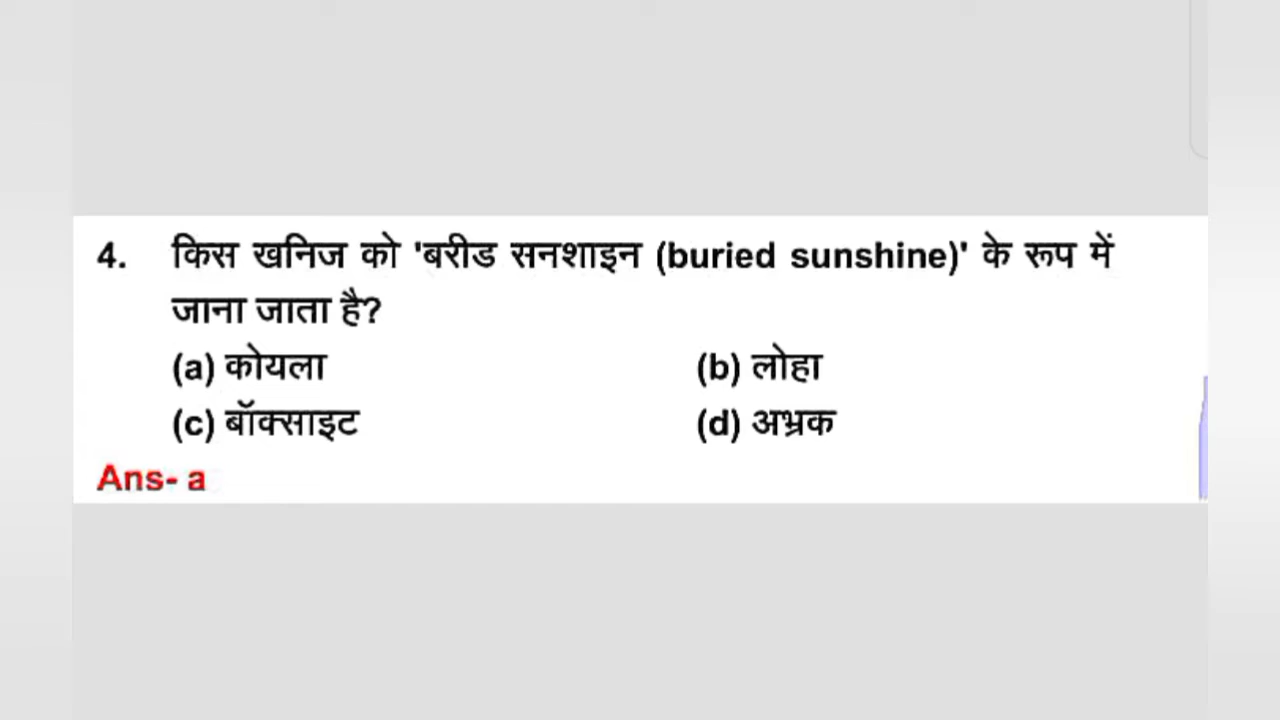 4. किस खनिज को 'बरीड सनशाइन (buried sunshine)' के रूप में
जाना जाता है?
(a) कोयला (b) लोहा
(c) बॉक्साइट (d) अभ्रक
Ans- a